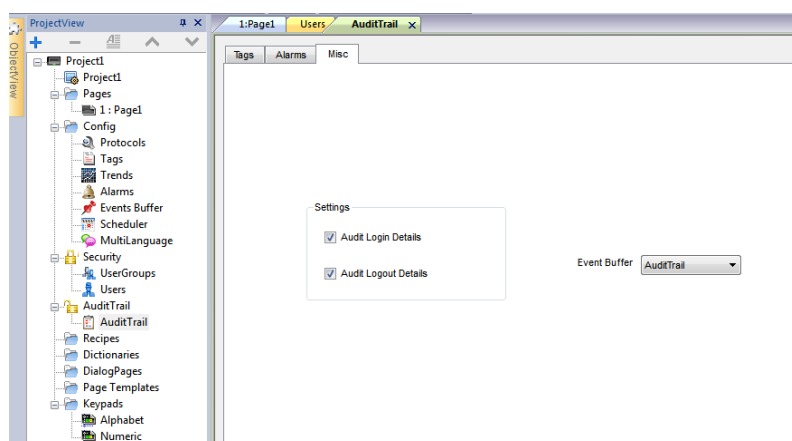 ProjectView
1:Page1 Users AuditTrail
ObjectView
Project1
Project1
Pages
1 : Page1
Config
Protocols
Tags
Trends
Alarms
Events Buffer
Scheduler
MultiLanguage
Security
UserGroups
Users
AuditTrail
AuditTrail
Recipes
Dictionaries
DialogPages
Page Templates
Keypads
Alphabet
Numeric
Tags Alarms Misc
Settings
Audit Login Details
Audit Logout Details
Event Buffer AuditTrail